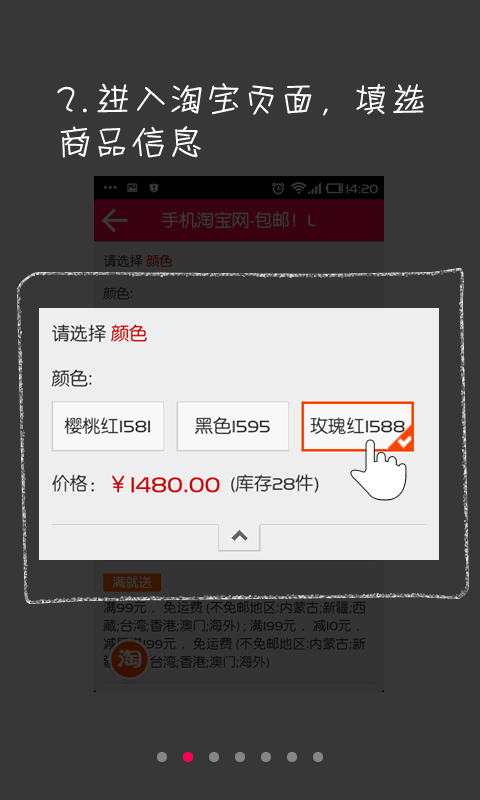 2.进入淘宝页面，填选
商品信息
14:20
手机淘宝网-包邮！L
请选择 颜色
颜色:
请选择 颜色
颜色:
樱桃红1581 黑色1595 玫瑰红1588
价格：￥1480.00 (库存28件)
满就送
满99元 ，免运费 (不免邮地区:内蒙古;新疆;西
藏;台湾;香港;澳门;海外) ; 满199元 ，减10元 ，
满199元 ，免运费 (不免邮地区:内蒙古;新
台湾;香港;澳门;海外)
淘